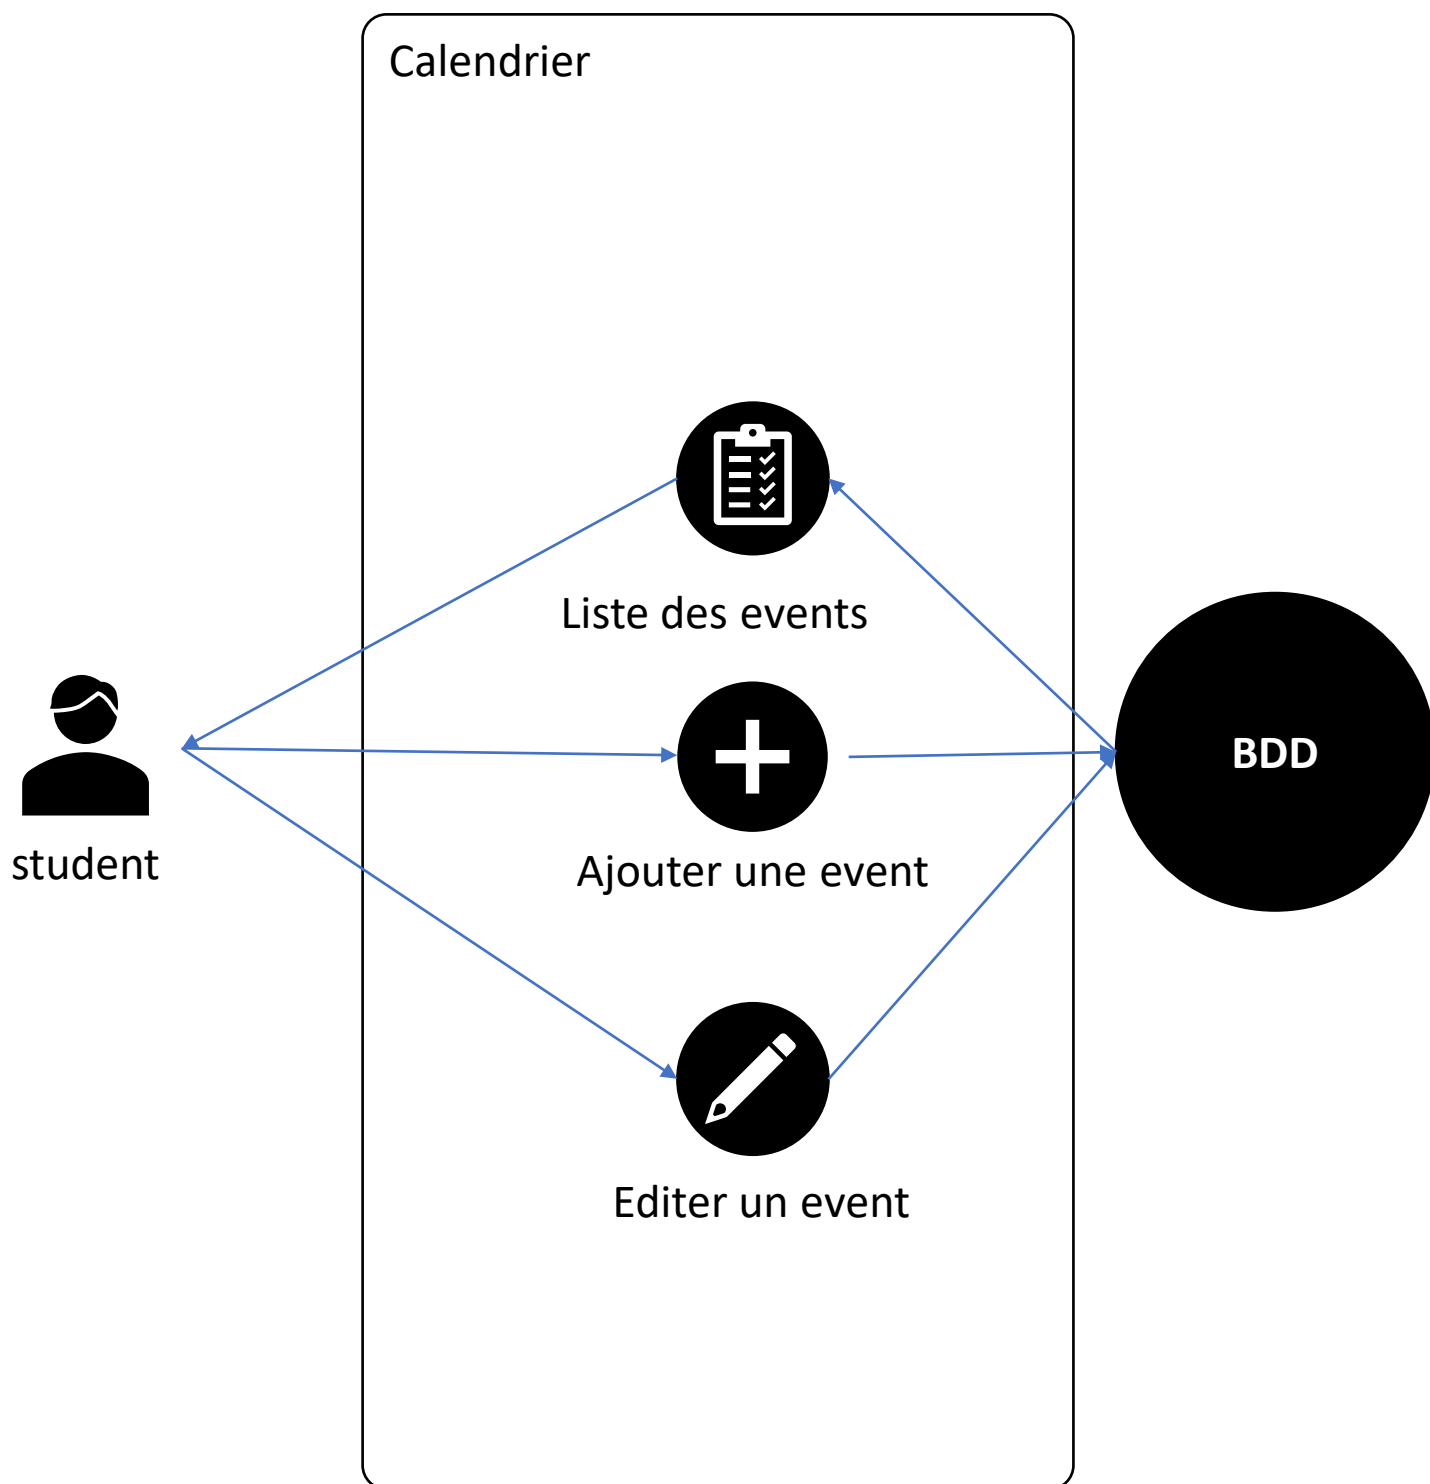 Calendrier
Liste des events
BDD
student
Ajouter une event
Editer un event